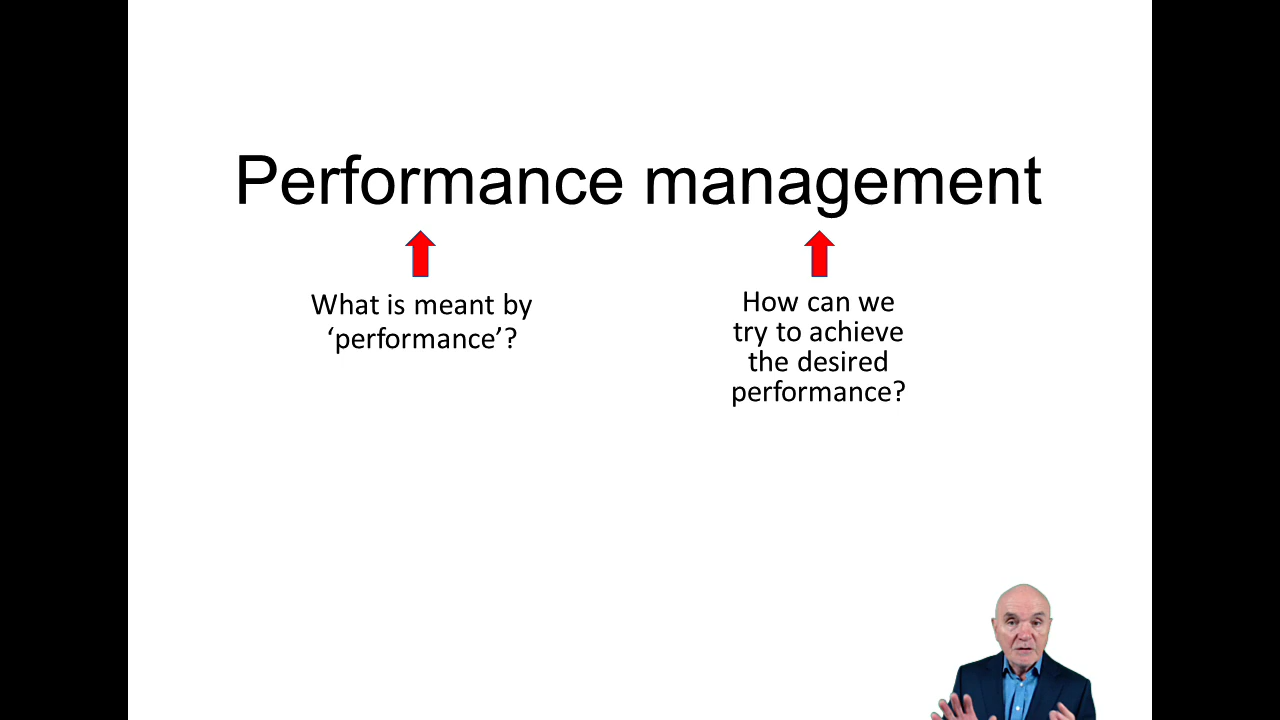 Performance management
What is meant by
‘performance’?
How can we
try to achieve
the desired
performance?